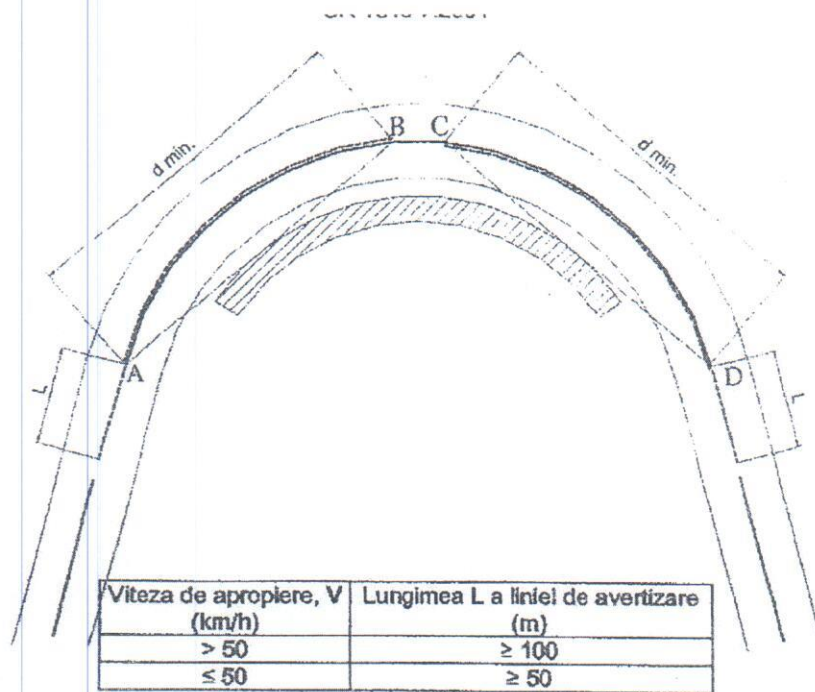 B C
d min.
d min.
A
D
L
L
Viteza de apropiere, V
(km/h)
Lungimea L a liniei de avertizare
(m)
> 50
≥ 100
≤ 50
≥ 50